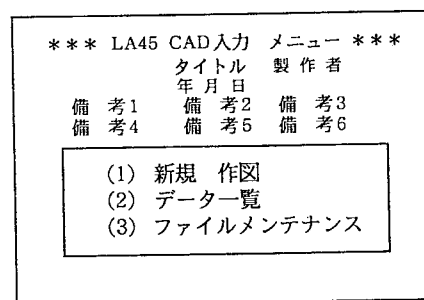 *** LA45 CAD入力 メニュー ***
タイトル 製作者
年月日
備考1 備考2 備考3
備考4 備考5 備考6
(1) 新規 作図
(2) データ一覧
(3) ファイルメンテナンス